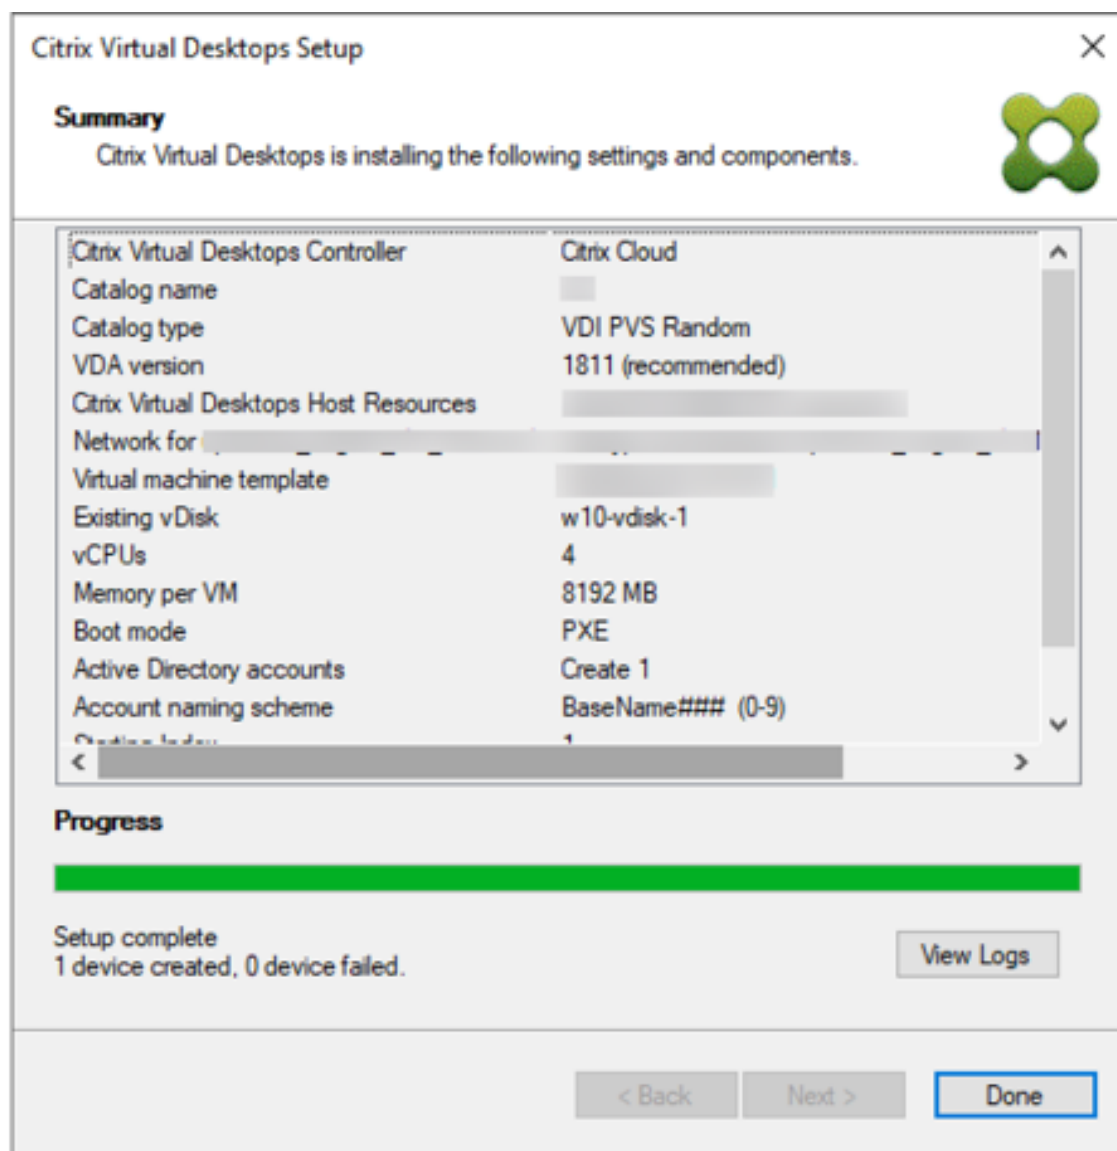 Citrix Virtual Desktops Setup
Summary
Citrix Virtual Desktops is installing the following settings and components.
Citrix Virtual Desktops Controller Citrix Cloud
Catalog name
Catalog type VDI PVS Random
VDA version 1811 (recommended)
Citrix Virtual Desktops Host Resources
Network for
Virtual machine template
Existing vDisk w10-vdisk-1
vCPUs 4
Memory per VM 8192 MB
Boot mode PXE
Active Directory accounts Create 1
Account naming scheme BaseName### (0-9)
Starting Index 1
Progress
Setup complete
1 device created, 0 device failed.
View Logs
< Back Next > Done